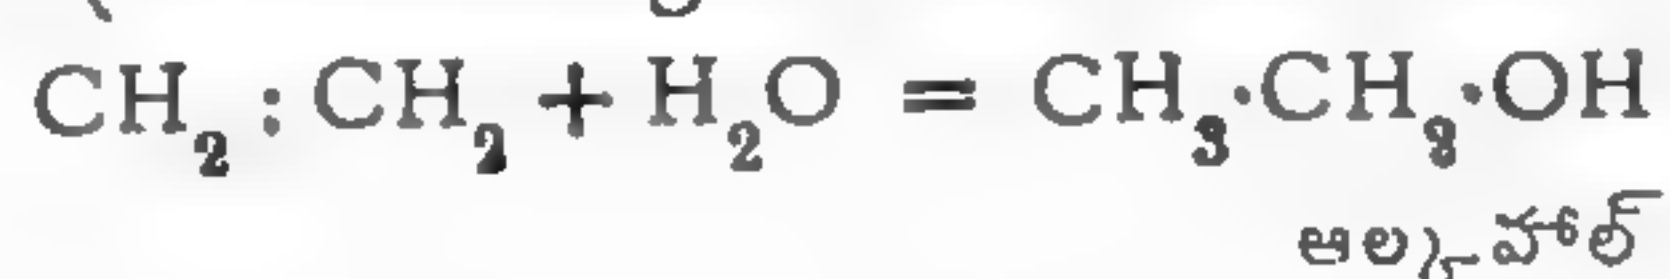 CH₂ : CH₂ + H₂O = CH₃·CH₂·OH
ఆల్కహాల్